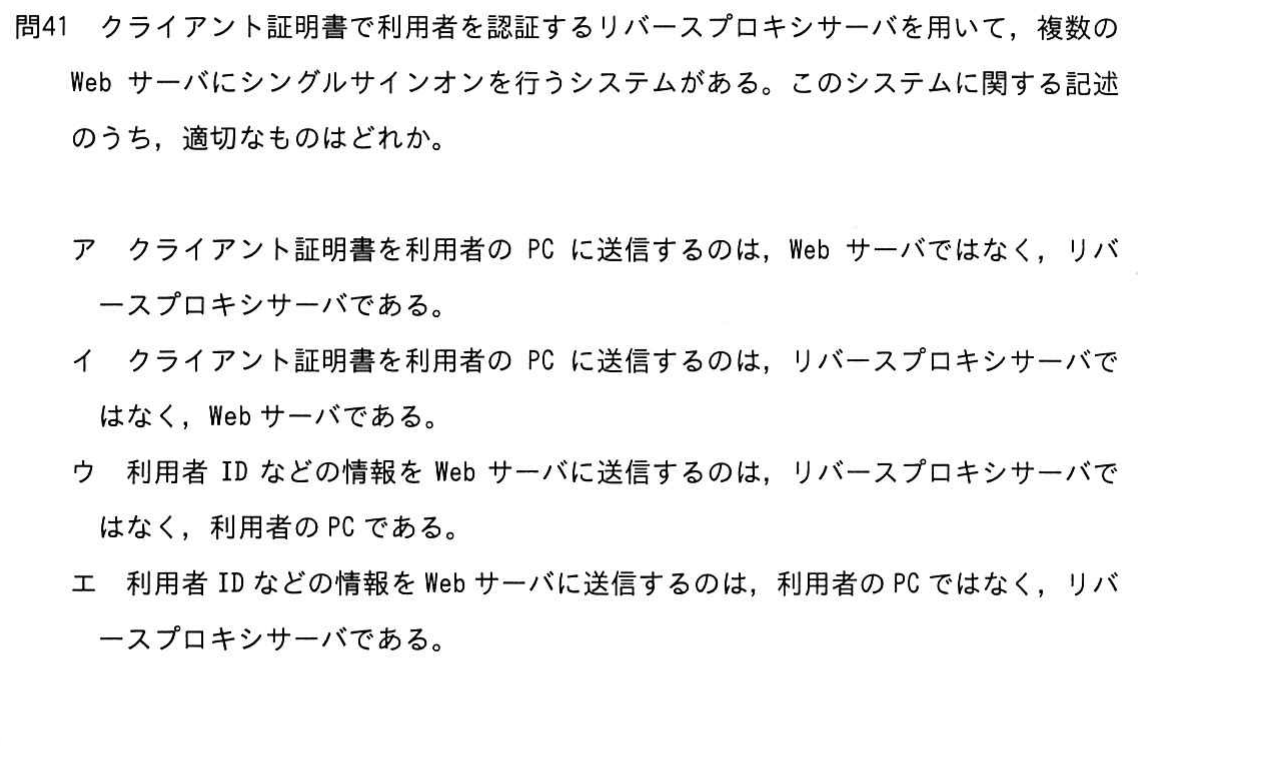 問41 クライアント証明書で利用者を認証するリバースプロキシサーバを用いて，複数の
Web サーバにシングルサインオンを行うシステムがある。このシステムに関する記述
のうち，適切なものはどれか。
ア クライアント証明書を利用者の PC に送信するのは，Web サーバではなく，リバ
ースプロキシサーバである。
イ クライアント証明書を利用者の PC に送信するのは，リバースプロキシサーバで
はなく，Web サーバである。
ウ 利用者 ID などの情報を Web サーバに送信するのは，リバースプロキシサーバで
はなく，利用者の PC である。
エ 利用者 ID などの情報を Web サーバに送信するのは，利用者の PC ではなく，リバ
ースプロキシサーバである。